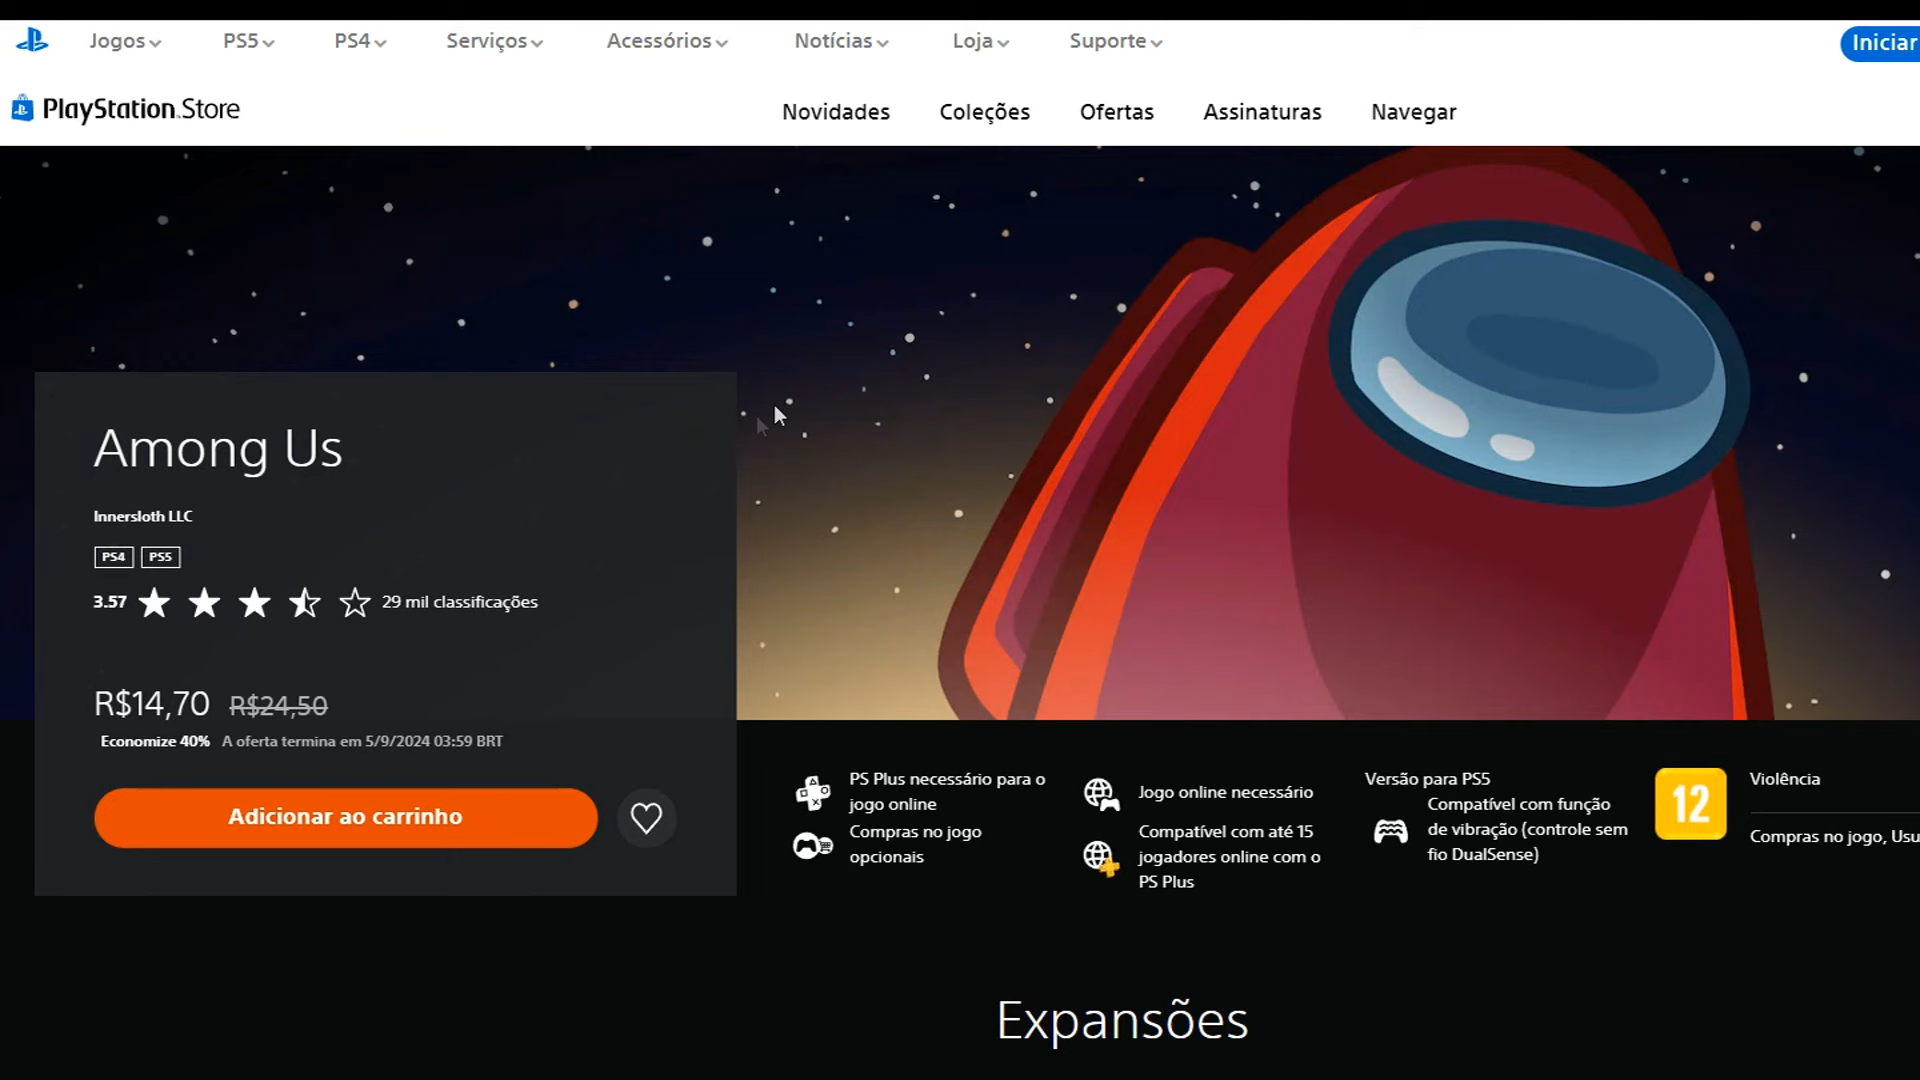 Jogos
PS5
PS4
Serviços
Acessórios
Notícias
Loja
Suporte
Iniciar
PlayStation.Store
Novidades
Coleções
Ofertas
Assinaturas
Navegar
Among Us
Innersloth LLC
PS4
PS5
3.57
29 mil classificações
R$14,70 R$24,50
Economize 40% A oferta termina em 5/9/2024 03:59 BRT
Adicionar ao carrinho
PS Plus necessário para o
jogo online
Compras no jogo
opcionais
Jogo online necessário
Compatível com até 15
jogadores online com o
PS Plus
Versão para PS5
Compatível com função
de vibração (controle sem
fio DualSense)
12
Violência
Compras no jogo, Usu
Expansões